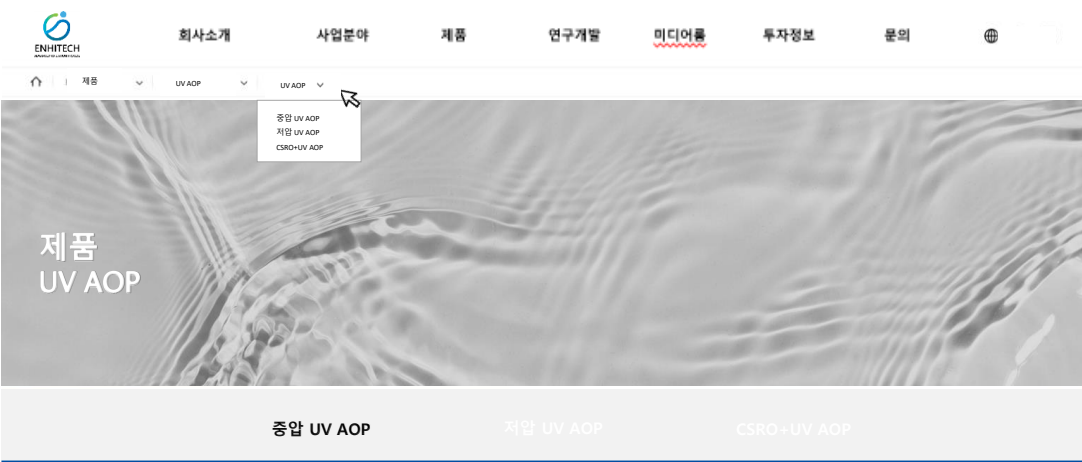 ENHITECH
회사소개 사업분야 제품 연구개발 미디어룸 투자정보 문의
제품 UV AOP UV AOP
중압 UV AOP
저압 UV AOP
CSRO+UV AOP
제품
UV AOP
중압 UV AOP 저압 UV AOP CSRO+UV AOP